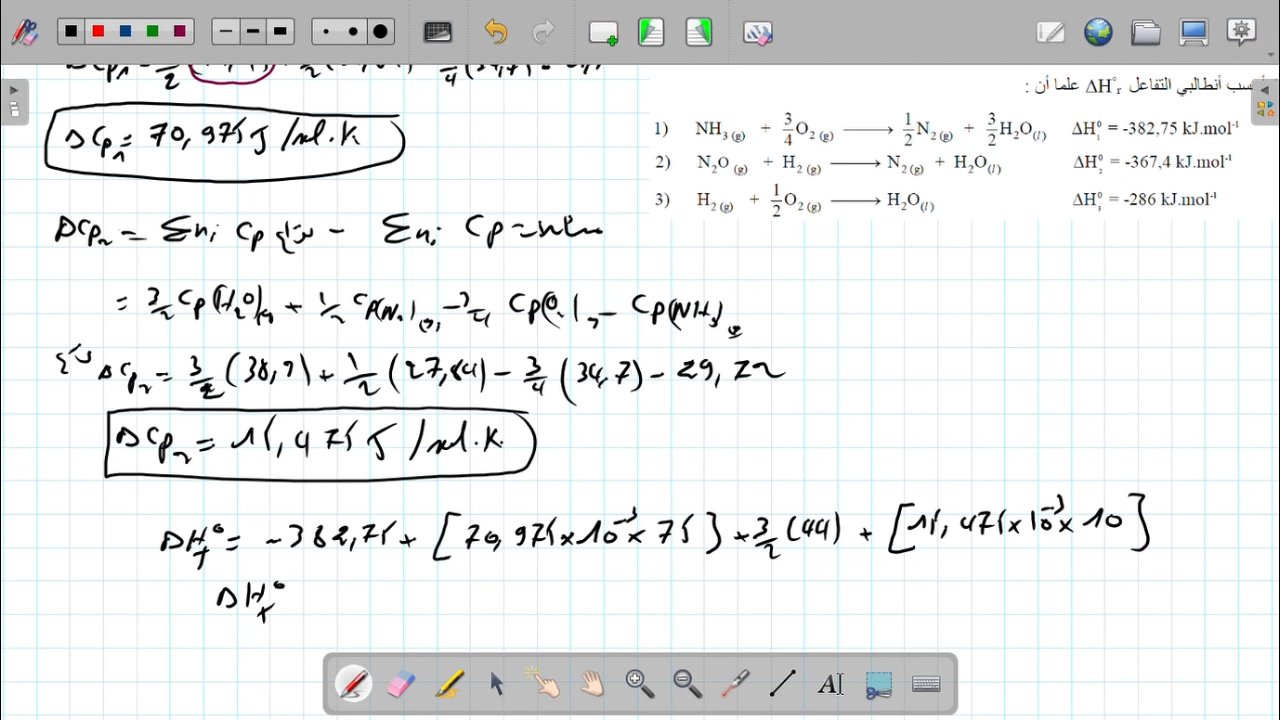 ΔH°r علما أن :
احسب أنطالبي التفاعل
1) NH3 (g) + 3/4 O2 (g) ⟶ 1/2 N2 (g) + 3/2 H2O(l) ΔH°1 = -382,75 kJ.mol-1
2) N2O (g) + H2 (g) ⟶ N2 (g) + H2O(l) ΔH°2 = -367,4 kJ.mol-1
3) H2 (g) + 1/2 O2 (g) ⟶ H2O(l) ΔH°3 = -286 kJ.mol-1
ΔCp1 = 70,975 J/mol.K
ΔCp2 = Σni Cp - Σni Cp
= 3/2 Cp(H2O)g + 1/2 Cp(N2)g - 3/4 Cp(O2)g - Cp(NH3)g
ΔCp2 = 3/2 (38,2) + 1/2 (27,84) - 3/4 (34,7) - 29,72
ΔCp2 = 15,475 J/mol.K
ΔH°T = -382,75 + [70,975×10-3×75] + 3/2 (44) + [15,475×10-3×10]
ΔH°T